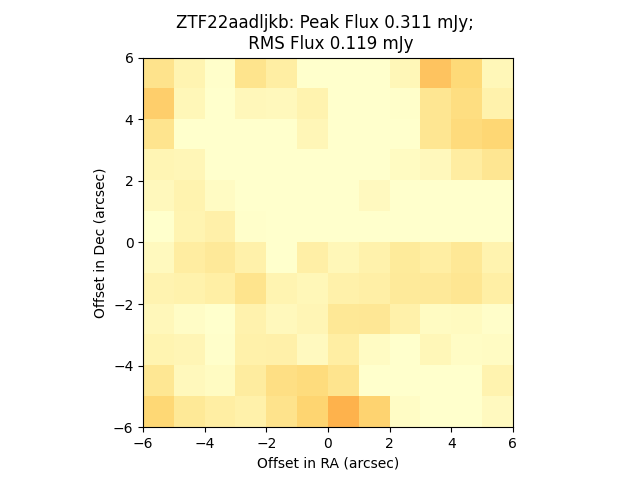 ZTF22aadljkb: Peak Flux 0.311 mJy;
RMS Flux 0.119 mJy
6
4
2
0
−2
−4
−6
Offset in Dec (arcsec)
−6 −4 −2 0 2 4 6
Offset in RA (arcsec)